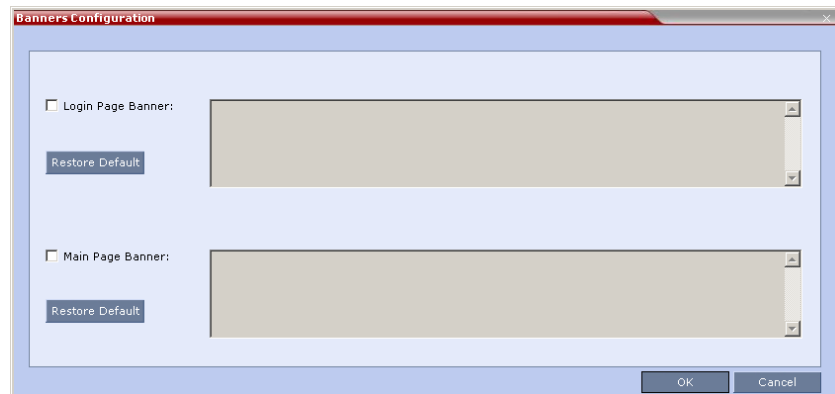 Banners Configuration
Login Page Banner:
Restore Default
Main Page Banner:
Restore Default
OK Cancel